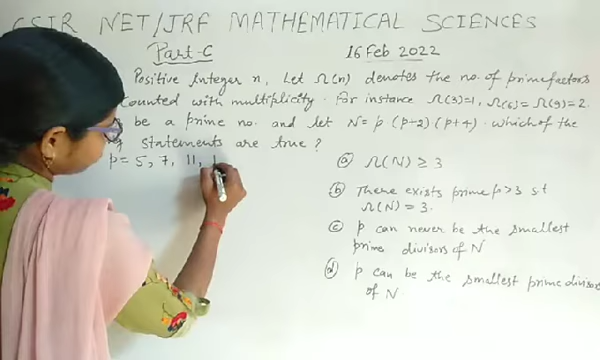 CSIR NET/JRF MATHEMATICAL SCIENCES
Part-C
16 Feb 2022
Positive Integer n, Let Ω(n) denotes the no. of prime factors
counted with multiplicity. For instance Ω(3)=1, Ω(6)=Ω(9)=2.
be a prime no. and let N= p (p+2) (p+4). which of the
statements are true?
p= 5, 7, 11, 1
(a) Ω(N) ≥ 3
(b) There exists prime p>3 s.t
Ω(N) = 3.
(c) p can never be the smallest
prime divisors of N
(d) p can be the smallest prime divisors
of N